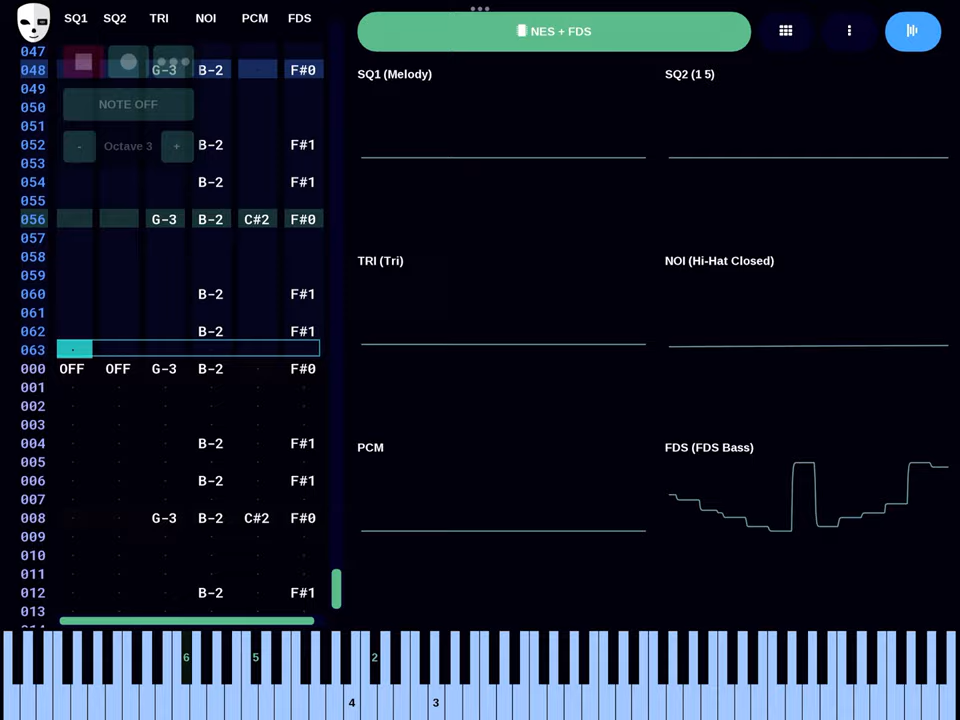 SQ1 SQ2 TRI NOI PCM FDS
NES + FDS
047
048 G-3 B-2 F#0
049
NOTE OFF
050
051
052 B-2 F#1
- Octave 3 +
053
054 B-2 F#1
055
056 G-3 B-2 C#2 F#0
057
058
059
060 B-2 F#1
061
062 B-2 F#1
063
000 OFF OFF G-3 B-2 F#0
001
002
003
004 B-2 F#1
005
006 B-2 F#1
007
008 G-3 B-2 C#2 F#0
009
010
011
012 B-2 F#1
013
SQ1 (Melody)
SQ2 (1 5)
TRI (Tri)
NOI (Hi-Hat Closed)
PCM
FDS (FDS Bass)
6 5 2
4 3